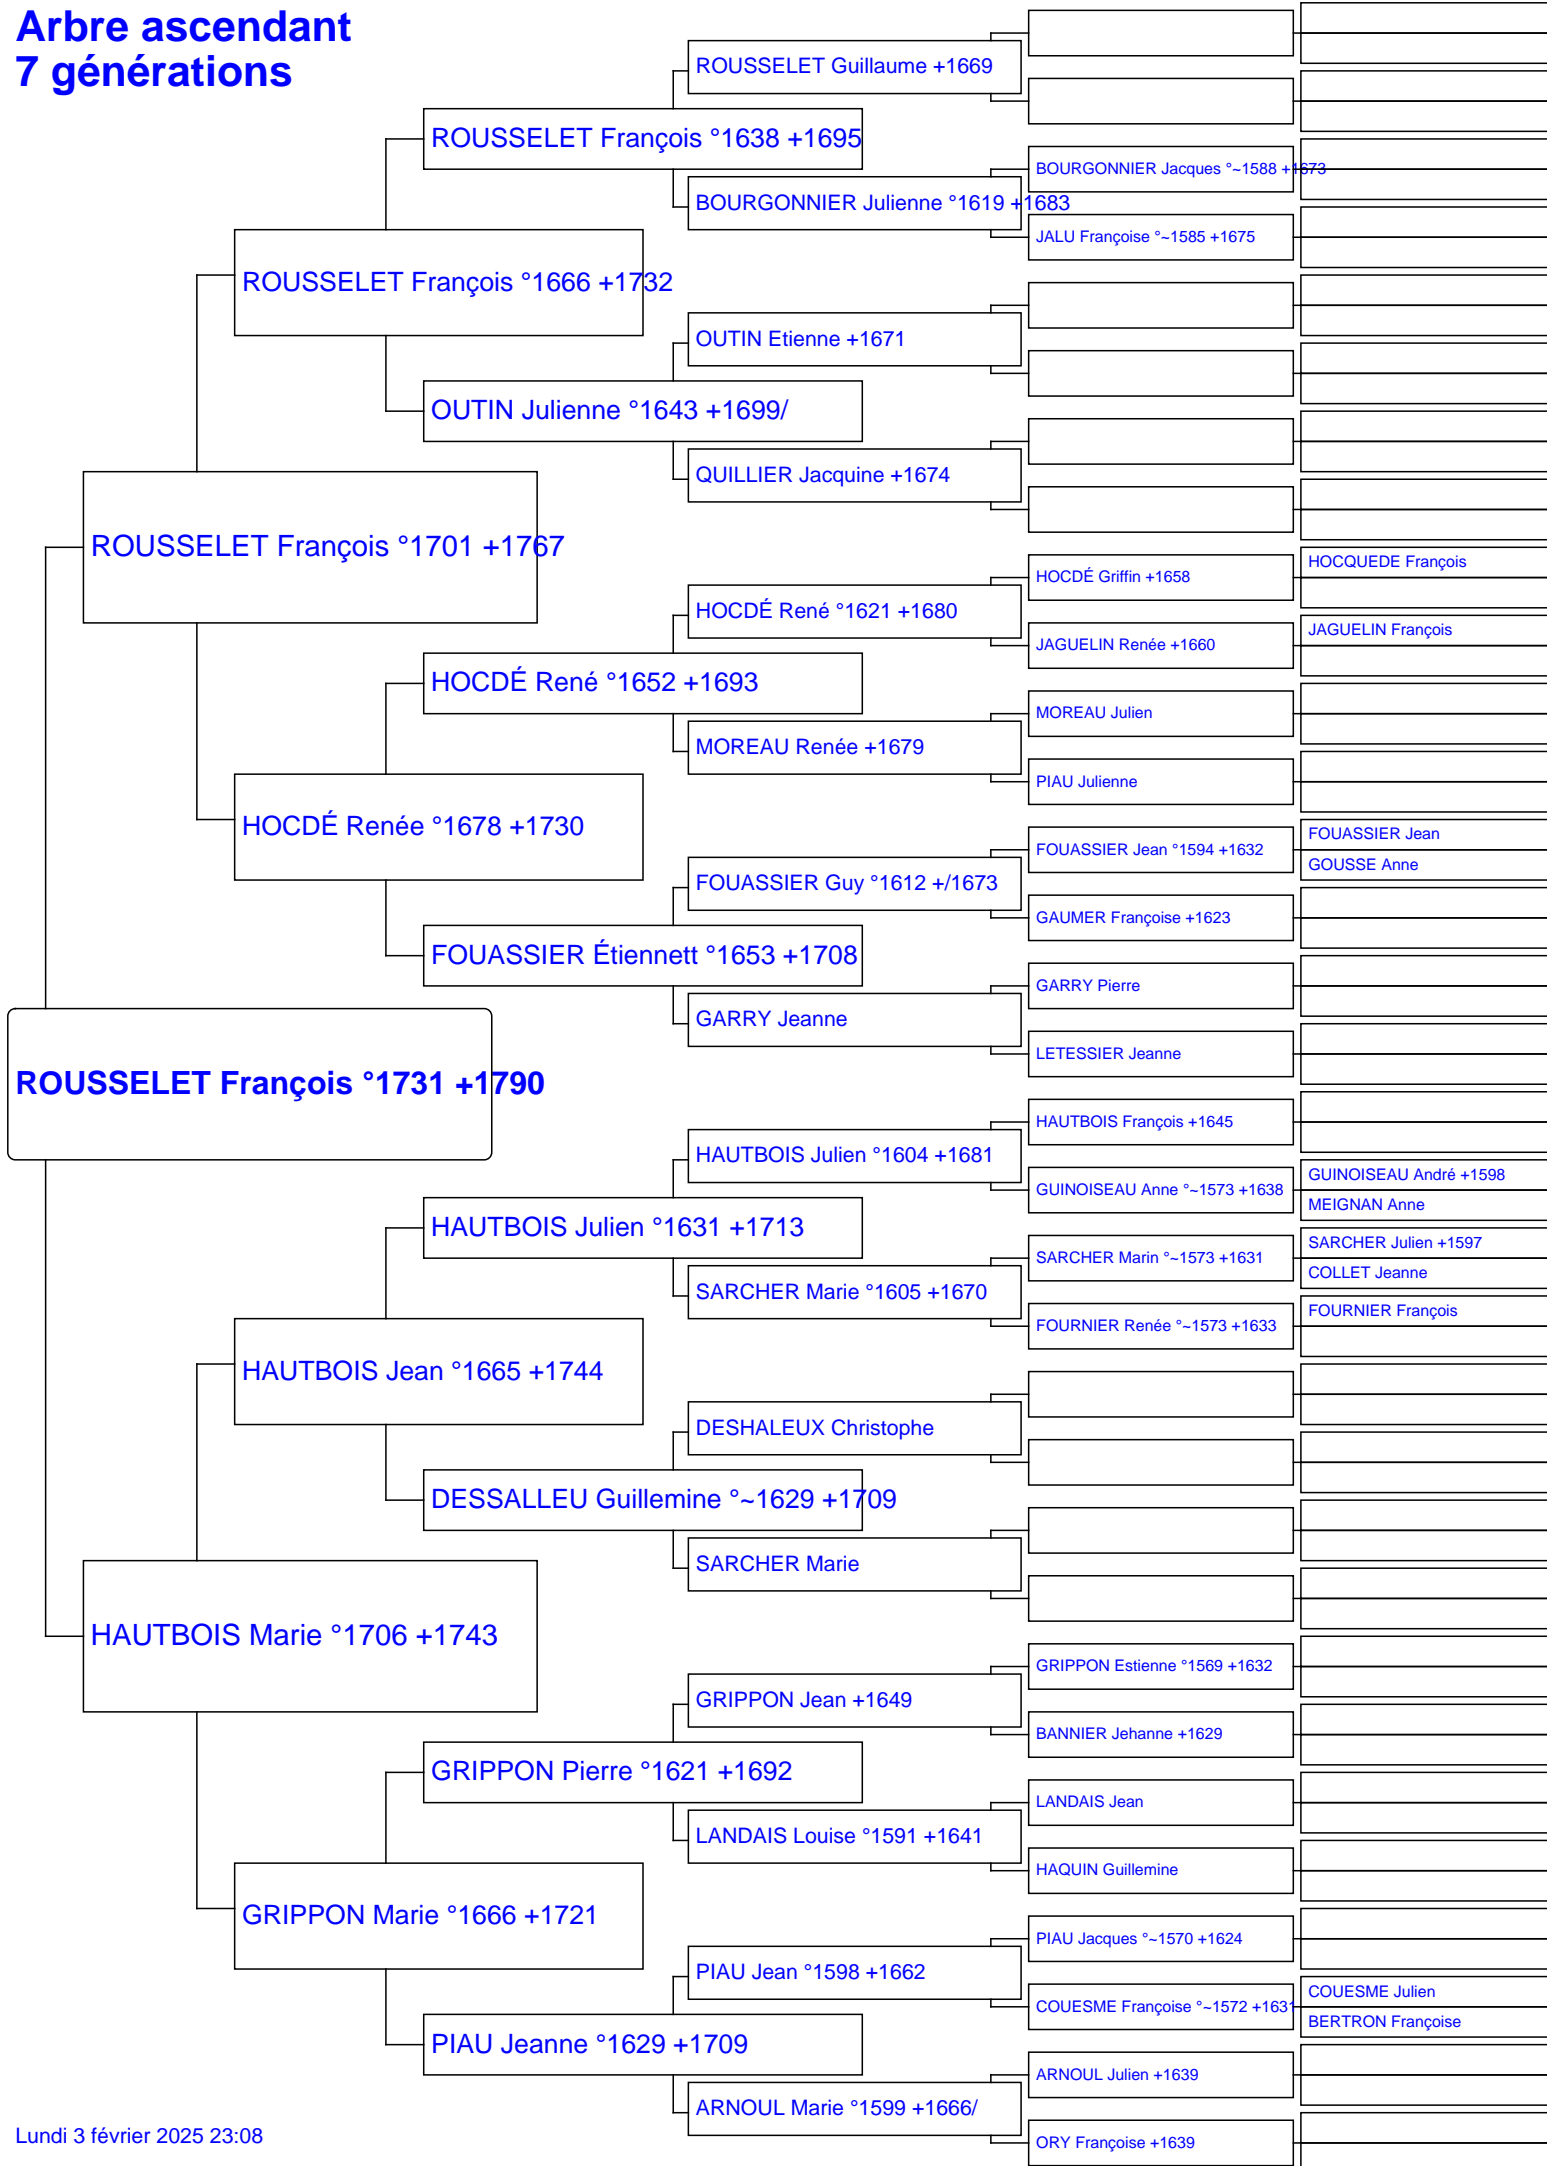 Arbre ascendant
7 générations
ROUSSELET Guillaume +1669
ROUSSELET François °1638 +1695
BOURGONNIER Jacques °~1588 +1673
BOURGONNIER Julienne °1619 +1683
JALU Françoise °~1585 +1675
ROUSSELET François °1666 +1732
OUTIN Etienne +1671
OUTIN Julienne °1643 +1699/
QUILLIER Jacquine +1674
ROUSSELET François °1701 +1767
HOCQUEDE François
HOCDÉ Griffin +1658
HOCDÉ René °1621 +1680
JAGUELIN François
JAGUELIN Renée +1660
HOCDÉ René °1652 +1693
MOREAU Julien
MOREAU Renée +1679
PIAU Julienne
HOCDÉ Renée °1678 +1730
FOUASSIER Jean
FOUASSIER Jean °1594 +1632
GOUSSE Anne
FOUASSIER Guy °1612 +/1673
GAUMER Françoise +1623
FOUASSIER Étiennett °1653 +1708
GARRY Pierre
GARRY Jeanne
LETESSIER Jeanne
ROUSSELET François °1731 +1790
HAUTBOIS François +1645
HAUTBOIS Julien °1604 +1681
GUINOISEAU André +1598
GUINOISEAU Anne °~1573 +1638
MEIGNAN Anne
HAUTBOIS Julien °1631 +1713
SARCHER Julien +1597
SARCHER Marin °~1573 +1631
COLLET Jeanne
SARCHER Marie °1605 +1670
FOURNIER François
FOURNIER Renée °~1573 +1633
HAUTBOIS Jean °1665 +1744
DESHALEUX Christophe
DESSALLEU Guillemine °~1629 +1709
SARCHER Marie
HAUTBOIS Marie °1706 +1743
GRIPPON Estienne °1569 +1632
GRIPPON Jean +1649
BANNIER Jehanne +1629
GRIPPON Pierre °1621 +1692
LANDAIS Jean
LANDAIS Louise °1591 +1641
HAQUIN Guillemine
GRIPPON Marie °1666 +1721
PIAU Jacques °~1570 +1624
PIAU Jean °1598 +1662
COUESME Julien
COUESME Françoise °~1572 +1631
BERTRON Françoise
PIAU Jeanne °1629 +1709
ARNOUL Julien +1639
ARNOUL Marie °1599 +1666/
ORY Françoise +1639
Lundi 3 février 2025 23:08